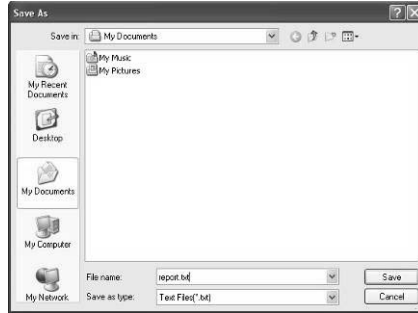 Save As
Save in: My Documents
My Music
My Pictures
My Recent
Documents
Desktop
My Documents
My Computer
My Network
File name: report.txt
Save
Save as type: Text Files(*.txt)
Cancel